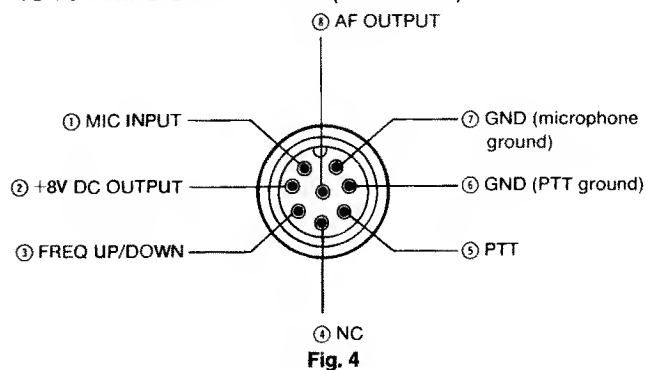 ⑧ AF OUTPUT
① MIC INPUT
⑦ GND (microphone
ground)
② +8V DC OUTPUT
⑥ GND (PTT ground)
③ FREQ UP/DOWN
⑤ PTT
④ NC
Fig. 4